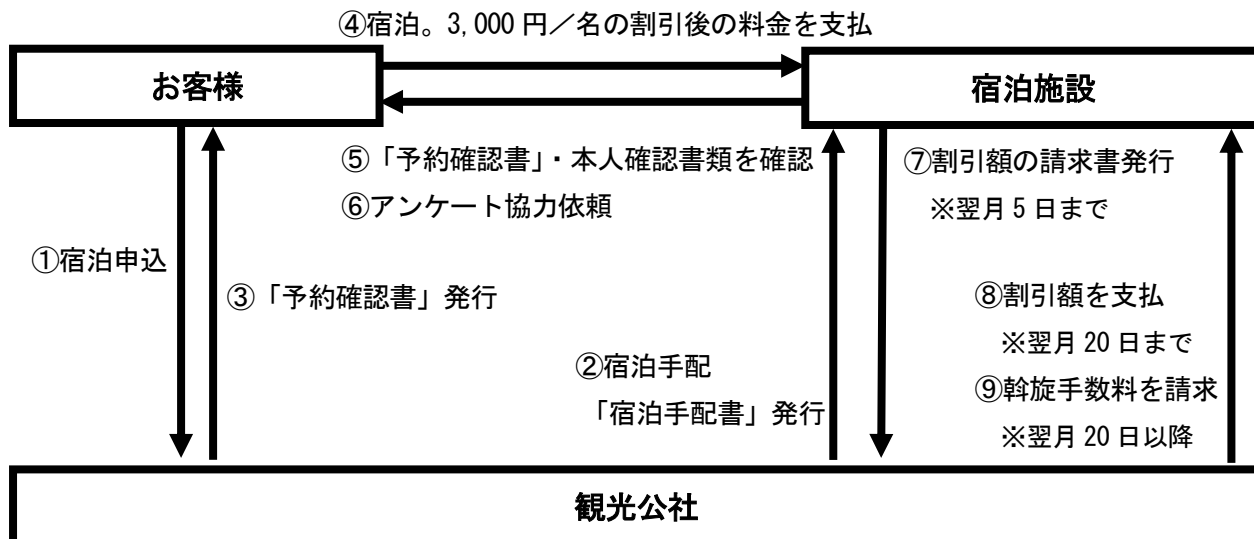 ④宿泊。3,000円／名の割引後の料金を支払
お客様
宿泊施設
⑤「予約確認書」・本人確認書類を確認
⑥アンケート協力依頼
⑦割引額の請求書発行
※翌月5日まで
①宿泊申込
③「予約確認書」発行
⑧割引額を支払
※翌月20日まで
②宿泊手配
「宿泊手配書」発行
⑨斡旋手数料を請求
※翌月20日以降
観光公社